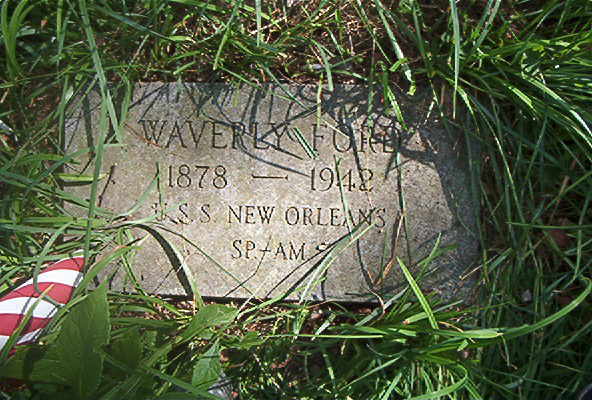 WAVERLY FORD
1878 — 1942
U.S.S. NEW ORLEANS
SP-AM